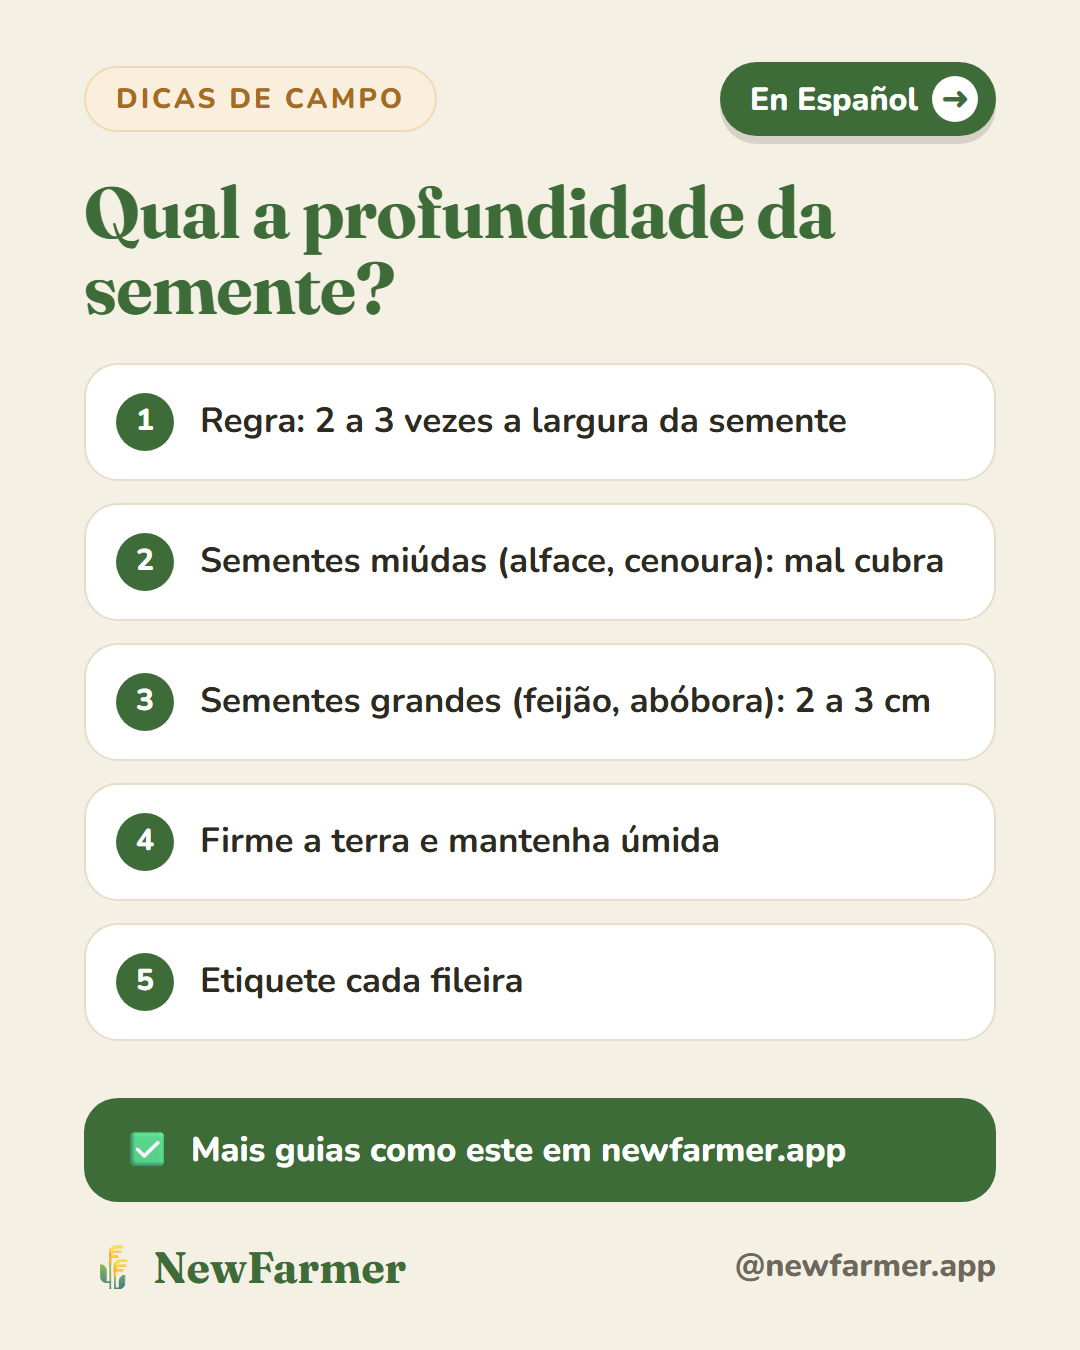 DICAS DE CAMPO
En Español
Qual a profundidade da
semente?
1 Regra: 2 a 3 vezes a largura da semente
2 Sementes miúdas (alface, cenoura): mal cubra
3 Sementes grandes (feijão, abóbora): 2 a 3 cm
4 Firme a terra e mantenha úmida
5 Etiquete cada fileira
Mais guias como este em newfarmer.app
NewFarmer
@newfarmer.app